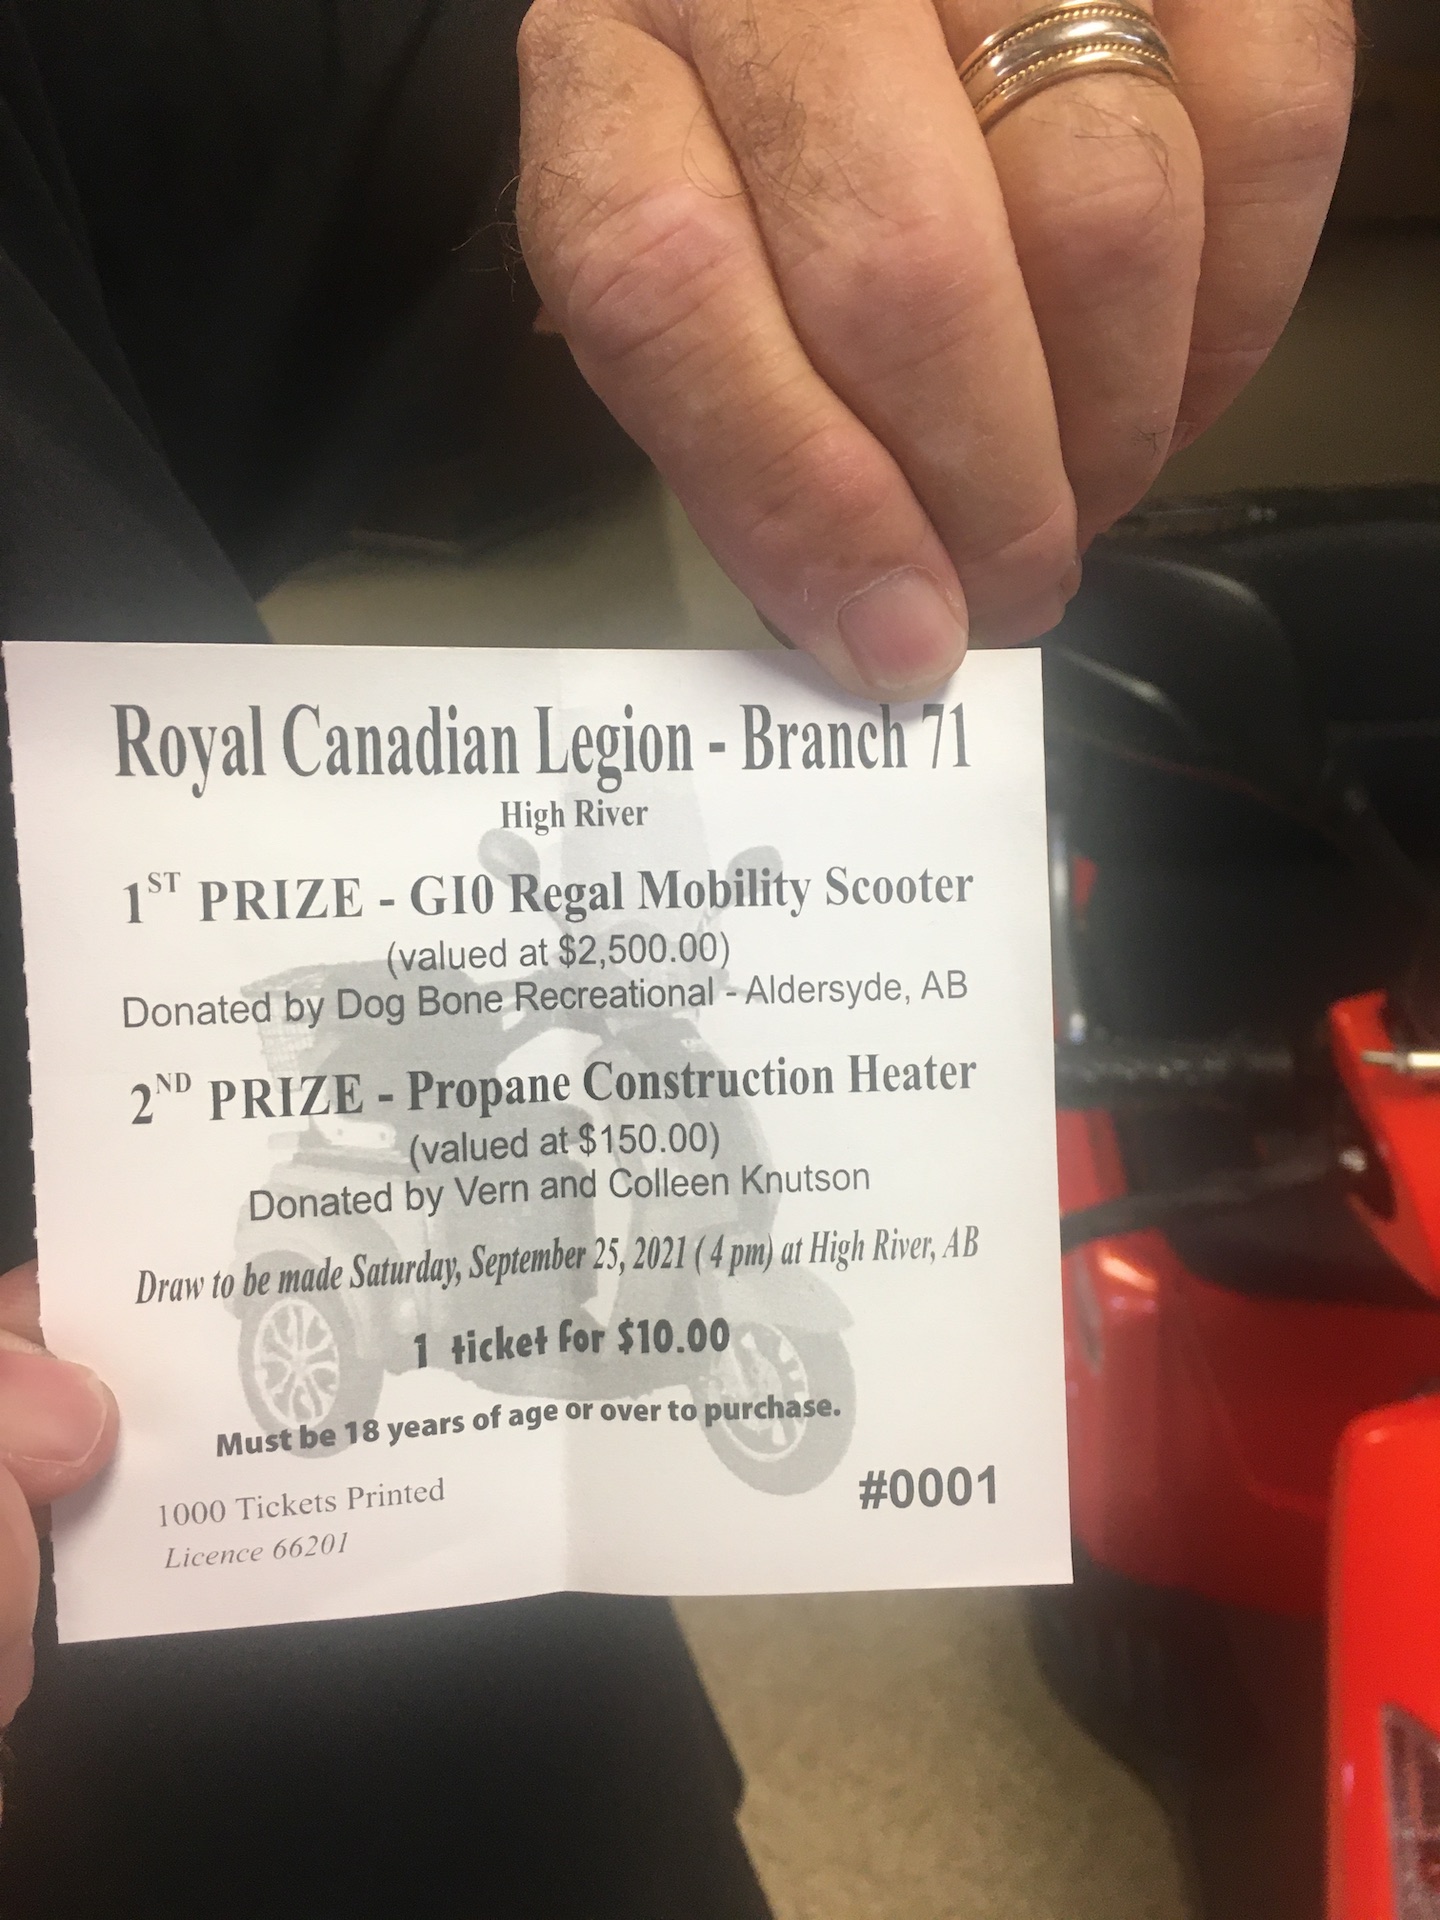 Royal Canadian Legion - Branch 71
High River
1ST PRIZE - GI0 Regal Mobility Scooter
(valued at $2,500.00)
Donated by Dog Bone Recreational - Aldersyde, AB
2ND PRIZE - Propane Construction Heater
(valued at $150.00)
Donated by Vern and Colleen Knutson
Draw to be made Saturday, September 25, 2021 ( 4 pm) at High River, AB
1 ticket for $10.00
Must be 18 years of age or over to purchase.
1000 Tickets Printed
#0001
Licence 66201